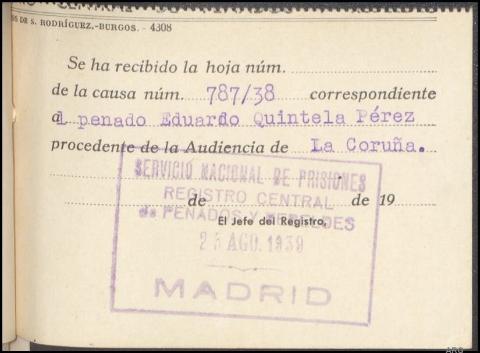 OS DE S. RODRÍGUEZ.-BURGOS. - 4308
Se ha recibido la hoja núm.
de la causa núm. 787/38 correspondiente
al penado Eduardo Quintela Pérez
procedente de la Audiencia de La Coruña.
SERVICIO NACIONAL DE PRISIONES
REGISTRO CENTRAL
de de 19
de PENADOS Y REBELDES
El Jefe del Registro,
AGO. 1939
MADRID